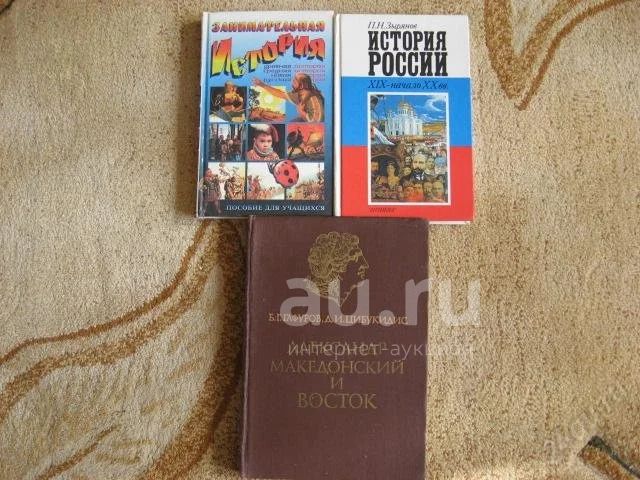 ЗАНИМАТЕЛЬНАЯ
ИСТОРИЯ
ПОСОБИЕ ДЛЯ УЧАЩИХСЯ
П.Н. Зырянов
ИСТОРИЯ
РОССИИ
XIX - начало XX вв.
Б.Г. ГАФУРОВ, Д.И. ЦИБУКИДИС
АЛЕКСАНДР
МАКЕДОНСКИЙ
И
ВОСТОК
au.ru
интернет-аукцион